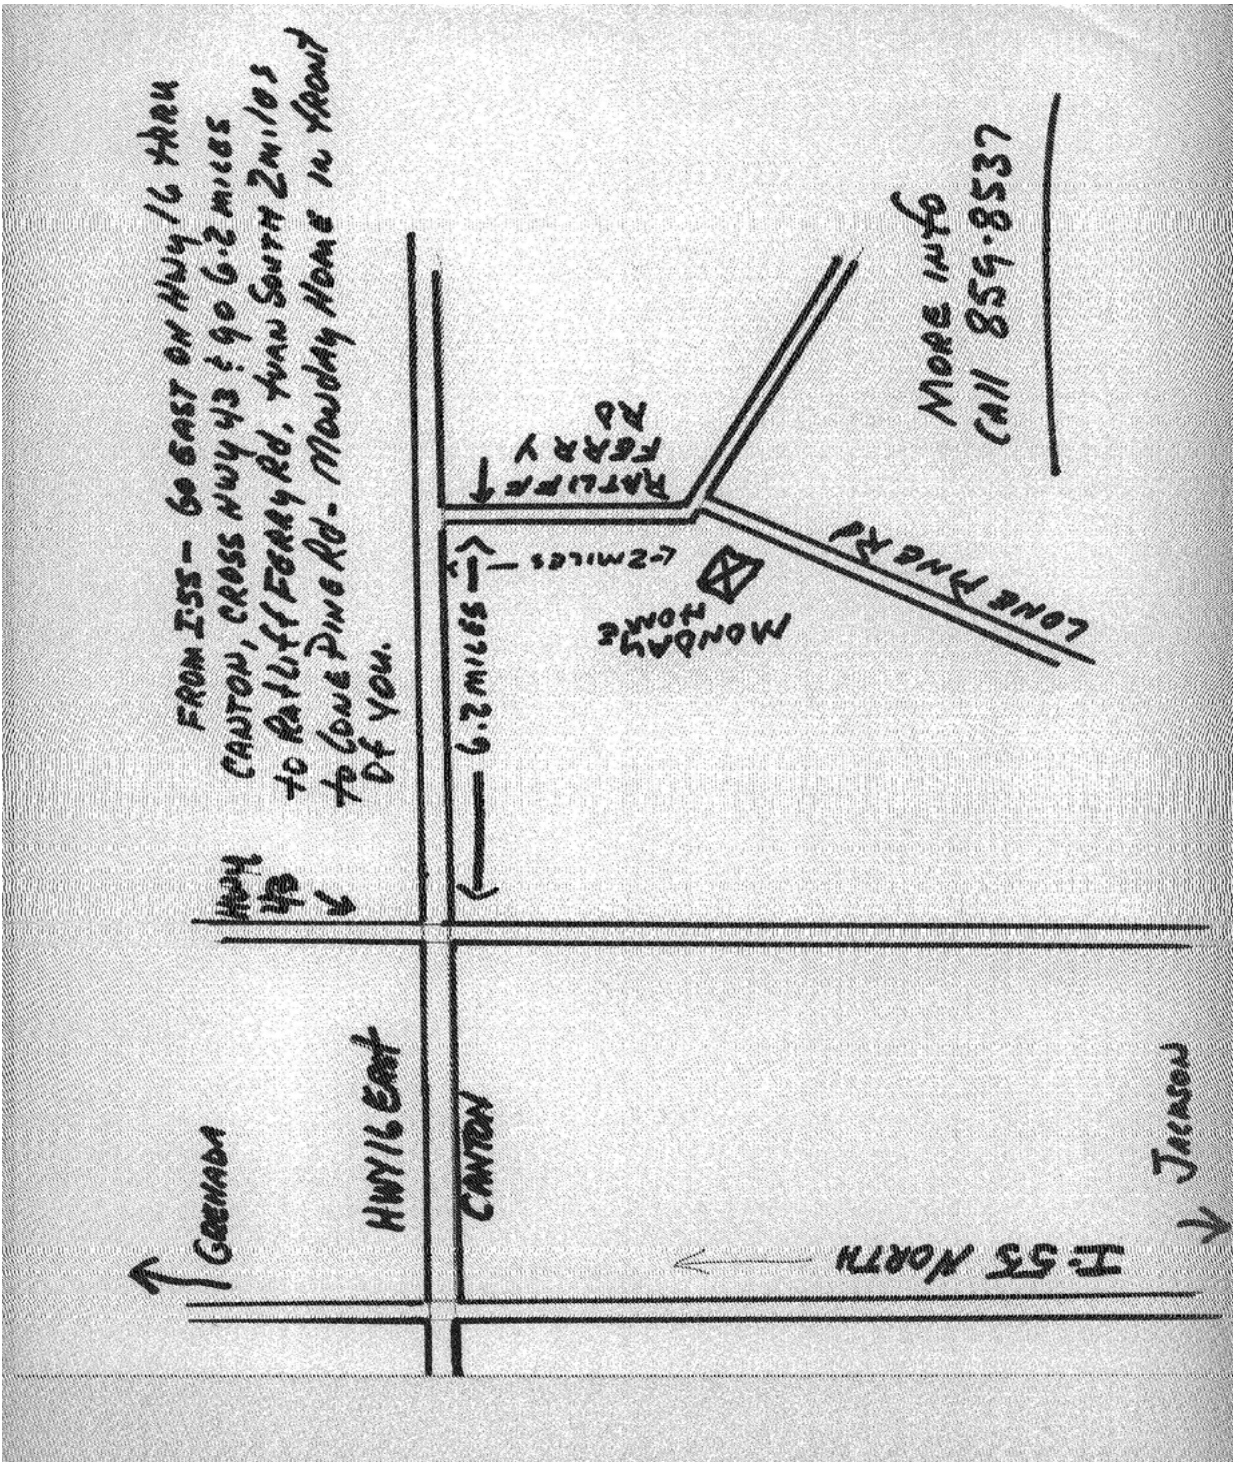 FROM I-55 - GO EAST ON HWY 16 THRU
CANTON, CROSS HWY 43 & go 6.2 MILES
to RAtliff FERRY Rd. turn South 2 miles
to Lone Pine Rd - Monday Home in front
of you.
HWY
43
6.2 MILES
2 MILES
RATLIFF
FERRY
RD
MONDAY
HOME
LONE PINE Rd
MORE INfo
CAll 859-8537
GRENADA
HWY 16 EAST
CANTON
I-55 NORTH
JACKSON